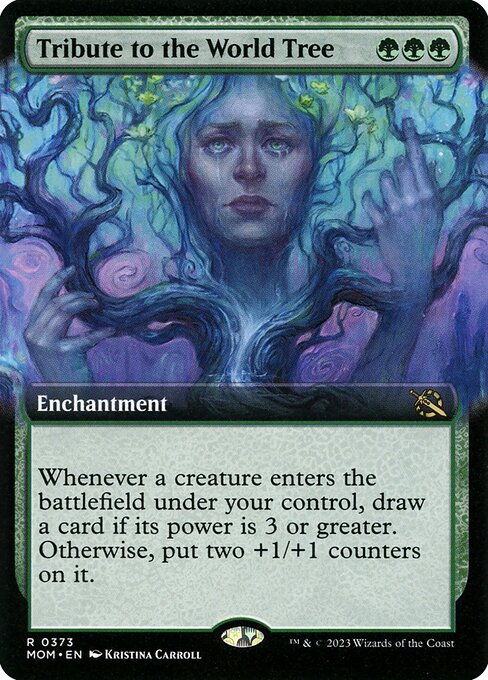 Tribute to the World Tree
Enchantment
Whenever a creature enters the
battlefield under your control, draw
a card if its power is 3 or greater.
Otherwise, put two +1/+1 counters
on it.
R 0373
MOM • EN Kristina Carroll
™ & © 2023 Wizards of the Coast